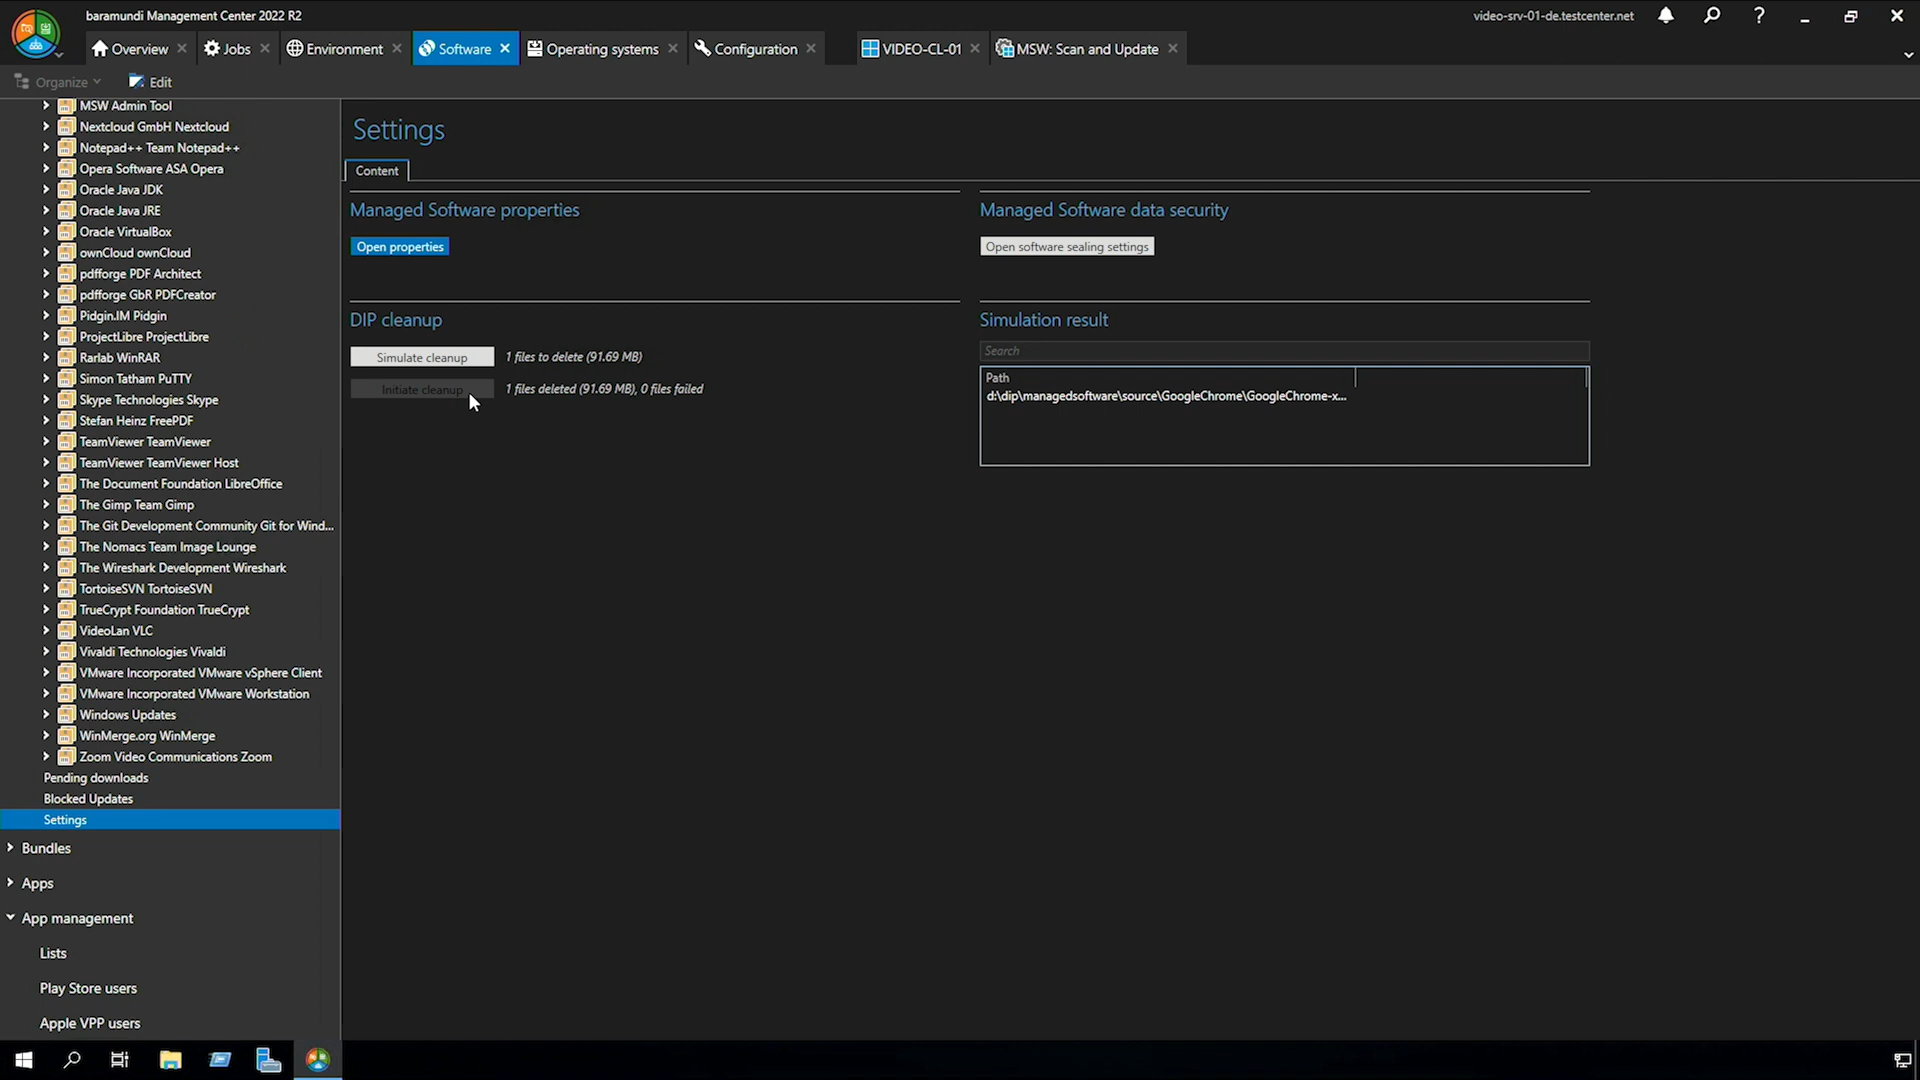 baramundi Management Center 2022 R2
video-srv-01-de.testcenter.net
?
Overview
Jobs
Environment
Software
Operating systems
Configuration
VIDEO-CL-01
MSW: Scan and Update
Organize
Edit
MSW Admin Tool
Nextcloud GmbH Nextcloud
Notepad++ Team Notepad++
Opera Software ASA Opera
Oracle Java JDK
Oracle Java JRE
Oracle VirtualBox
ownCloud ownCloud
pdfforge PDF Architect
pdfforge GbR PDFCreator
Pidgin.IM Pidgin
ProjectLibre ProjectLibre
Rarlab WinRAR
Simon Tatham PuTTY
Skype Technologies Skype
Stefan Heinz FreePDF
TeamViewer TeamViewer
TeamViewer TeamViewer Host
The Document Foundation LibreOffice
The Gimp Team Gimp
The Git Development Community Git for Wind...
The Nomacs Team Image Lounge
The Wireshark Development Wireshark
TortoiseSVN TortoiseSVN
TrueCrypt Foundation TrueCrypt
VideoLan VLC
Vivaldi Technologies Vivaldi
VMware Incorporated VMware vSphere Client
VMware Incorporated VMware Workstation
Windows Updates
WinMerge.org WinMerge
Zoom Video Communications Zoom
Pending downloads
Blocked Updates
Settings
Bundles
Apps
App management
Lists
Play Store users
Apple VPP users
Settings
Content
Managed Software properties
Open properties
Managed Software data security
Open software sealing settings
DIP cleanup
Simulate cleanup 1 files to delete (91.69 MB)
Initiate cleanup 1 files deleted (91.69 MB), 0 files failed
Simulation result
Search
Path
d:\dip\managedsoftware\source\GoogleChrome\GoogleChrome-x...